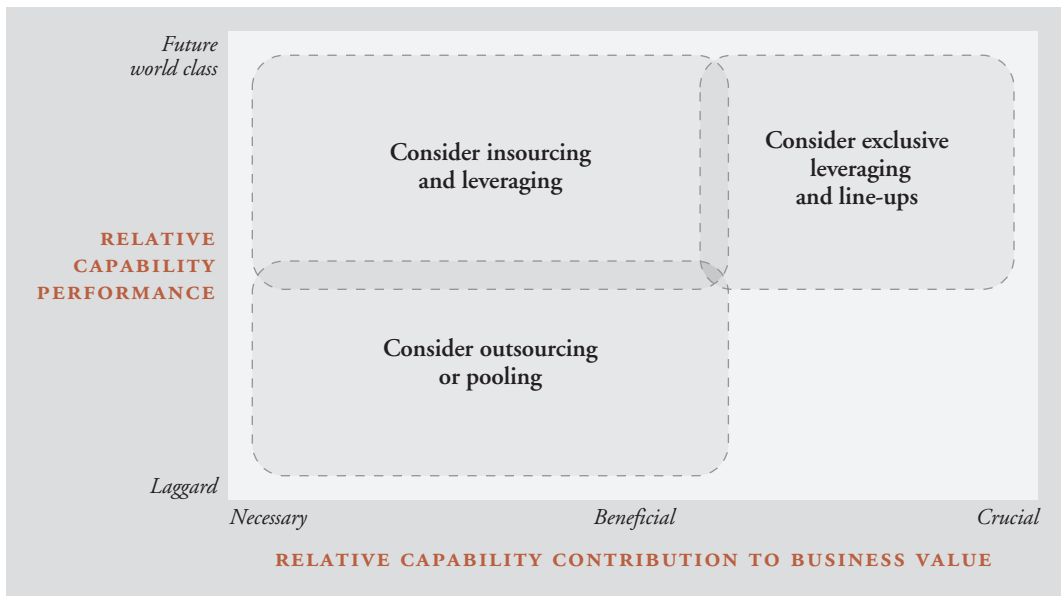 Future
world class
Consider insourcing
and leveraging
Consider exclusive
leveraging
and line-ups
RELATIVE
CAPABILITY
PERFORMANCE
Consider outsourcing
or pooling
Laggard
Necessary
Beneficial
Crucial
RELATIVE CAPABILITY CONTRIBUTION TO BUSINESS VALUE